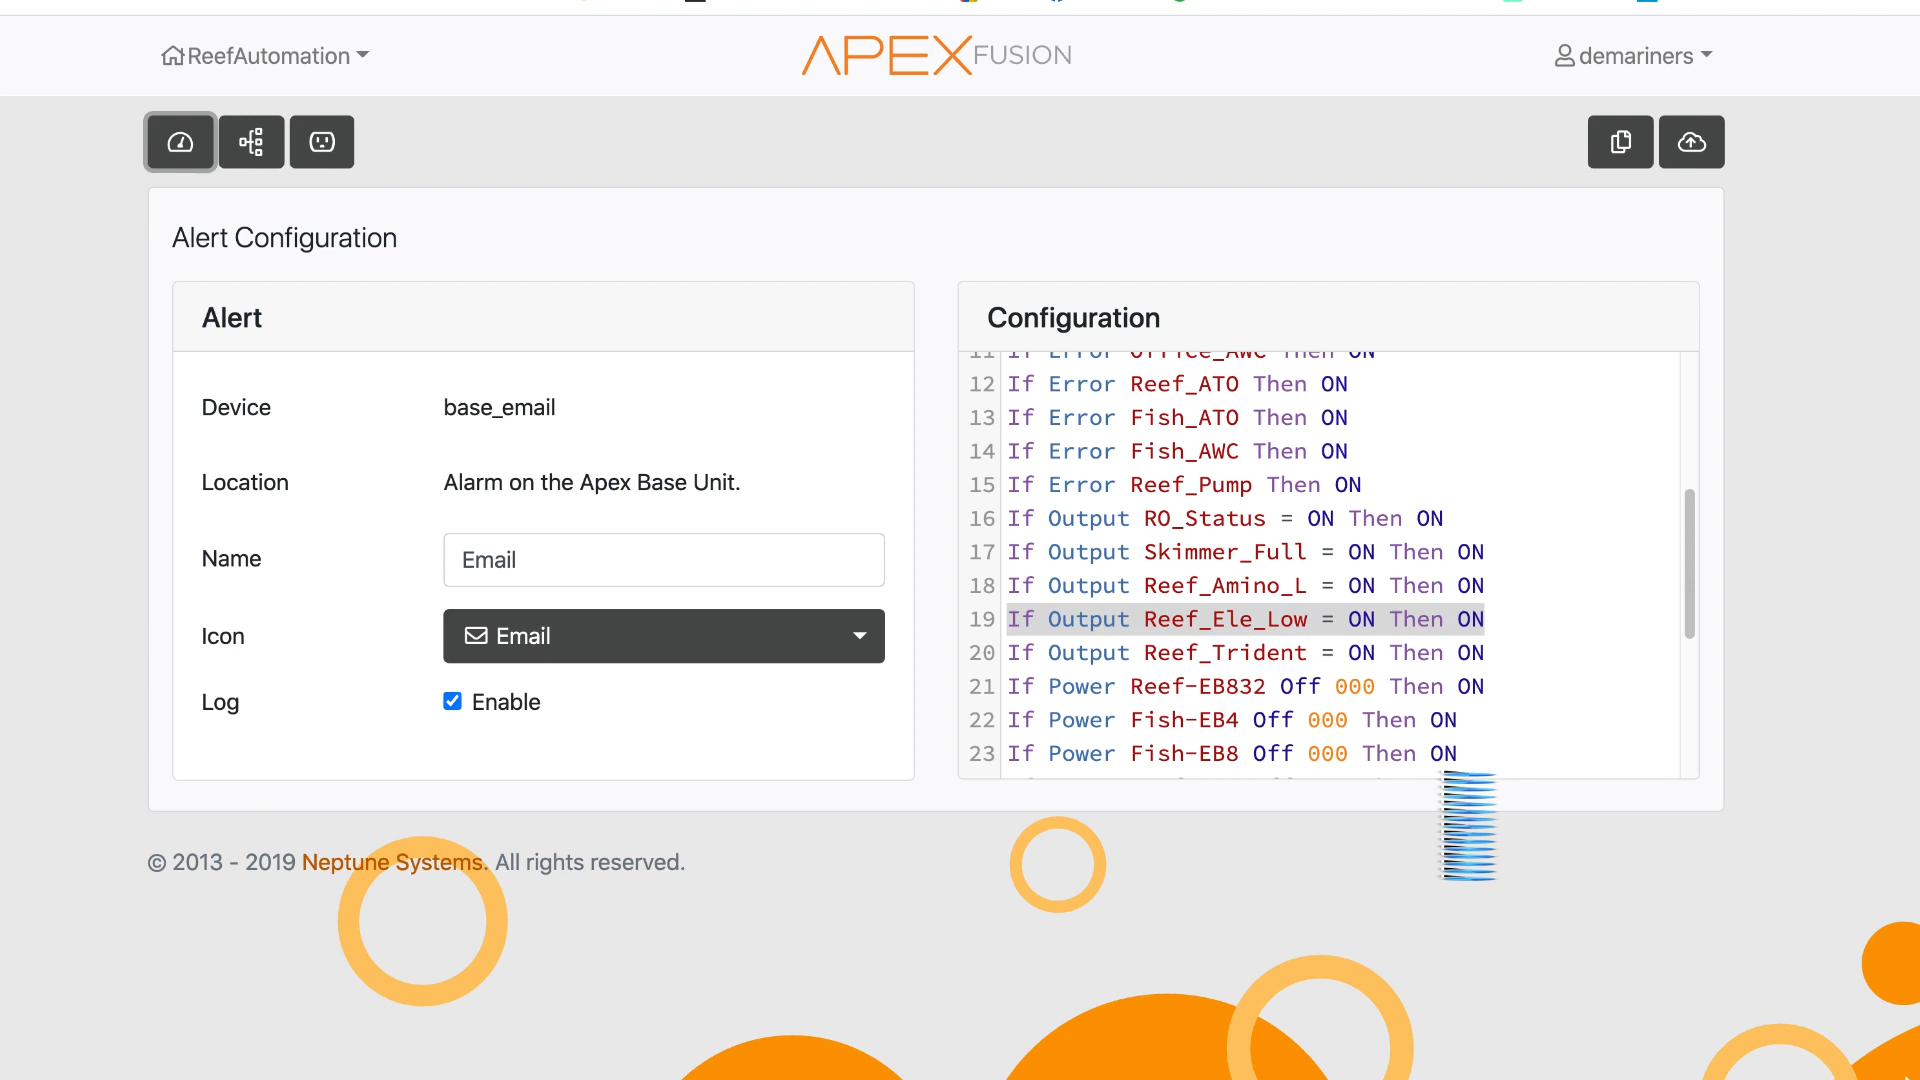 ReefAutomation
APEX FUSION
demariners
Alert Configuration
Alert
Device base_email
Location Alarm on the Apex Base Unit.
Name Email
Icon Email
Log Enable
Configuration
11 If Error Office_AWC Then ON
12 If Error Reef_ATO Then ON
13 If Error Fish_ATO Then ON
14 If Error Fish_AWC Then ON
15 If Error Reef_Pump Then ON
16 If Output RO_Status = ON Then ON
17 If Output Skimmer_Full = ON Then ON
18 If Output Reef_Amino_L = ON Then ON
19 If Output Reef_Ele_Low = ON Then ON
20 If Output Reef_Trident = ON Then ON
21 If Power Reef-EB832 Off 000 Then ON
22 If Power Fish-EB4 Off 000 Then ON
23 If Power Fish-EB8 Off 000 Then ON
© 2013 - 2019 Neptune Systems. All rights reserved.